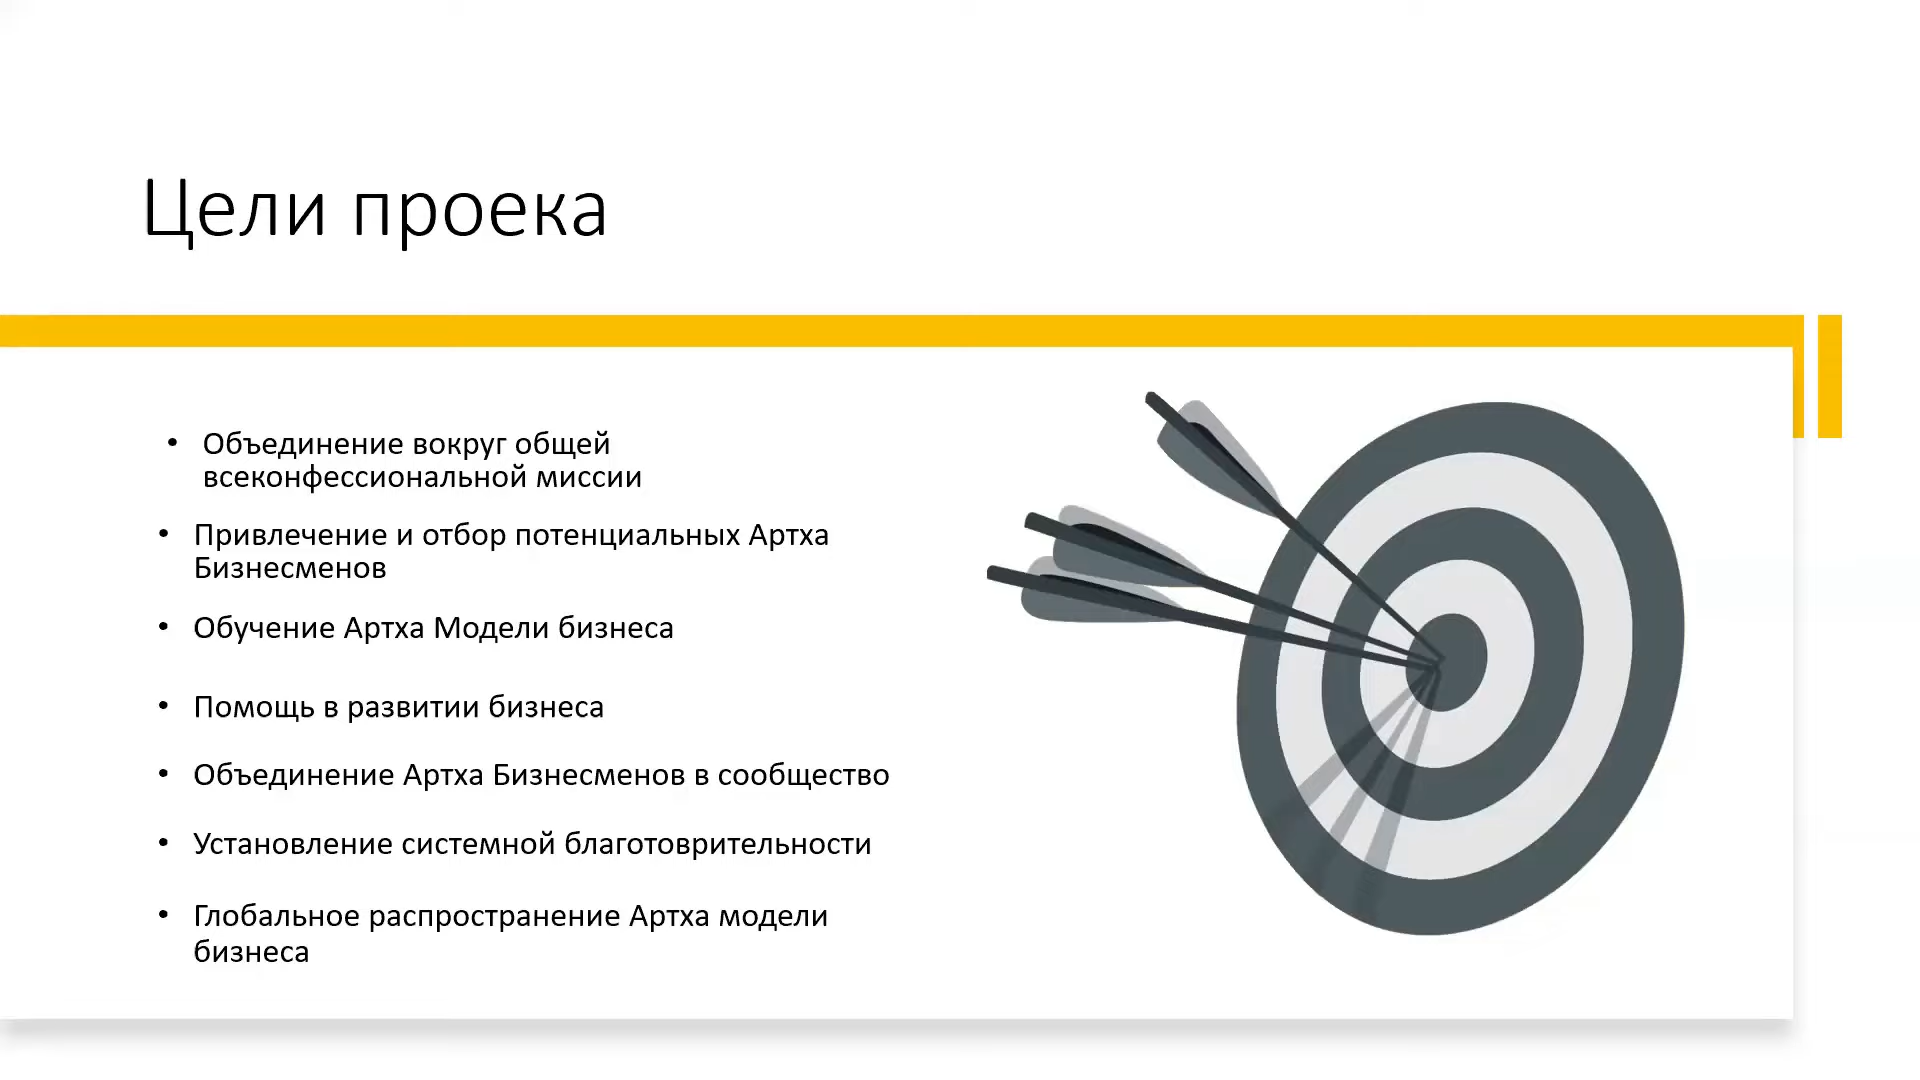 Цели проека
• Объединение вокруг общей
всеконфессиональной миссии
• Привлечение и отбор потенциальных Артха
Бизнесменов
• Обучение Артха Модели бизнеса
• Помощь в развитии бизнеса
• Объединение Артха Бизнесменов в сообщество
• Установление системной благотоврительности
• Глобальное распространение Артха модели
бизнеса